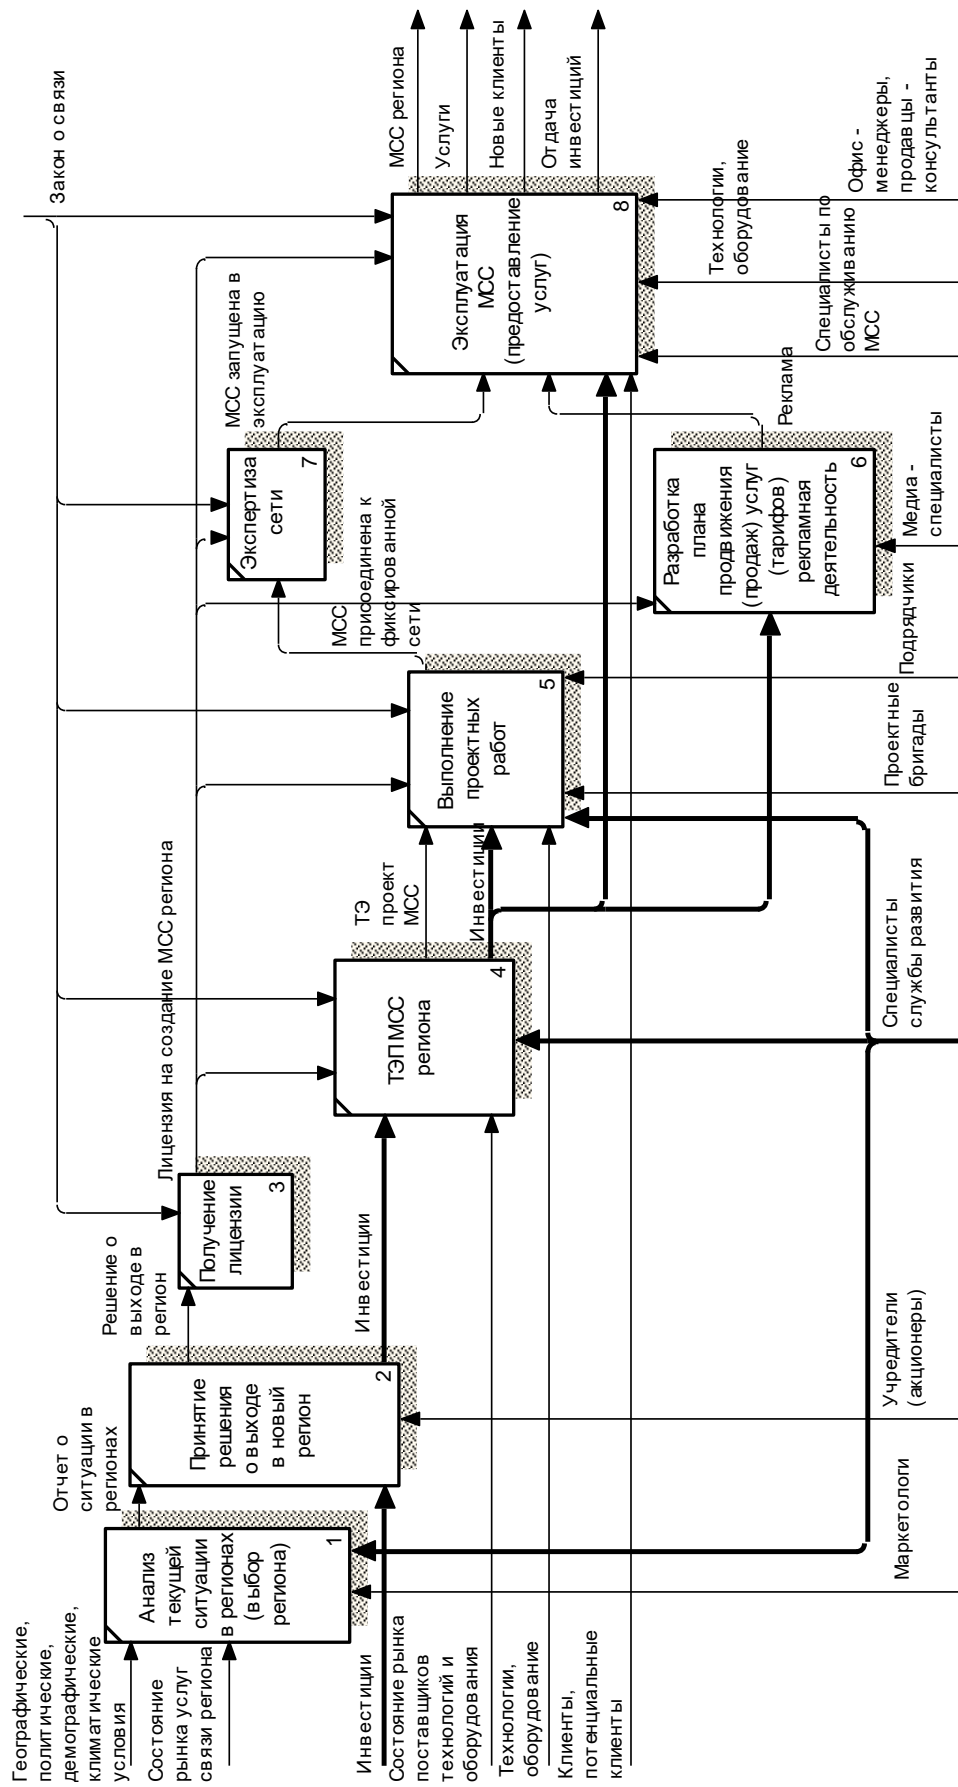 Закон о связи
Географические,
политические,
демографические,
климатические
условия
Состояние
рынка услуг
связи региона
Анализ
текущей
ситуации
в регионах
(выбор
региона)
1
Отчет о
ситуации в
регионах
Инвестиции
Состояние рынка
поставщиков
технологий и
оборудования
Технологии,
оборудование
Клиенты,
потенциальные
клиенты
Принятие
решения
о выходе
в новый
регион
2
Решение о
выходе в
регион
Инвестиции
Получение
лицензии
3
Лицензия на создание МСС региона
ТЭП МСС
региона
4
ТЭ
проект
МСС
Инвестиции
Выполнение
проектных
работ
5
МСС
присоединена к
фиксированной
сети
Экспертиза
сети
7
МСС запущена в
эксплуатацию
Разработка
плана
продвижения
(продаж) услуг
(тарифов)
рекламная
деятельность
6
Реклама
Эксплуатация
МСС
(предоставление
услуг)
8
МСС региона
Услуги
Новые клиенты
Отдача
инвестиций
Маркетологи
Учредители
(акционеры)
Специалисты
службы развития
Проектные
бригады
Подрядчики
Медиа-
специалисты
Специалисты по
обслуживанию
МСС
Технологии,
оборудование
Офис -
менеджеры,
продавцы -
консультанты